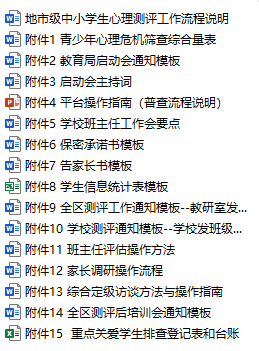 地市级中小学生心理测评工作流程说明
附件1 青少年心理危机筛查综合量表
附件2 教育局启动会通知模板
附件3 启动会主持词
附件4 平台操作指南（普查流程说明）
附件5 学校班主任工作会要点
附件6 保密承诺书模板
附件7 告家长书模板
附件8 学生信息统计表模板
附件9 全区测评工作通知模板--教研室发...
附件10 学校测评通知模板--学校发班级...
附件11 班主任评估操作方法
附件12 家长调研操作流程
附件13 综合定级访谈方法与操作指南
附件14 全区测评后培训会通知模板
附件15 重点关爱学生排查登记表和台账